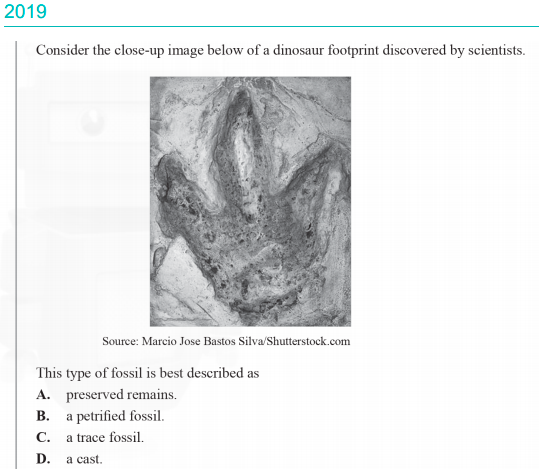 2019
Consider the close-up image below of a dinosaur footprint discovered by scientists.
Source: Marcio Jose Bastos Silva/Shutterstock.com
This type of fossil is best described as
A. preserved remains.
B. a petrified fossil.
C. a trace fossil.
D. a cast.